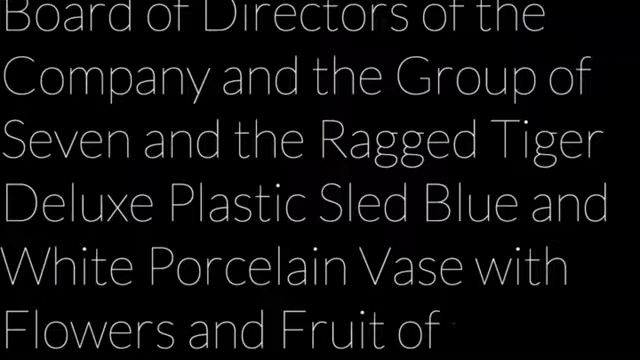 Board of Directors of the
Company and the Group of
Seven and the Ragged Tiger
Deluxe Plastic Sled Blue and
White Porcelain Vase with
Flowers and Fruit of